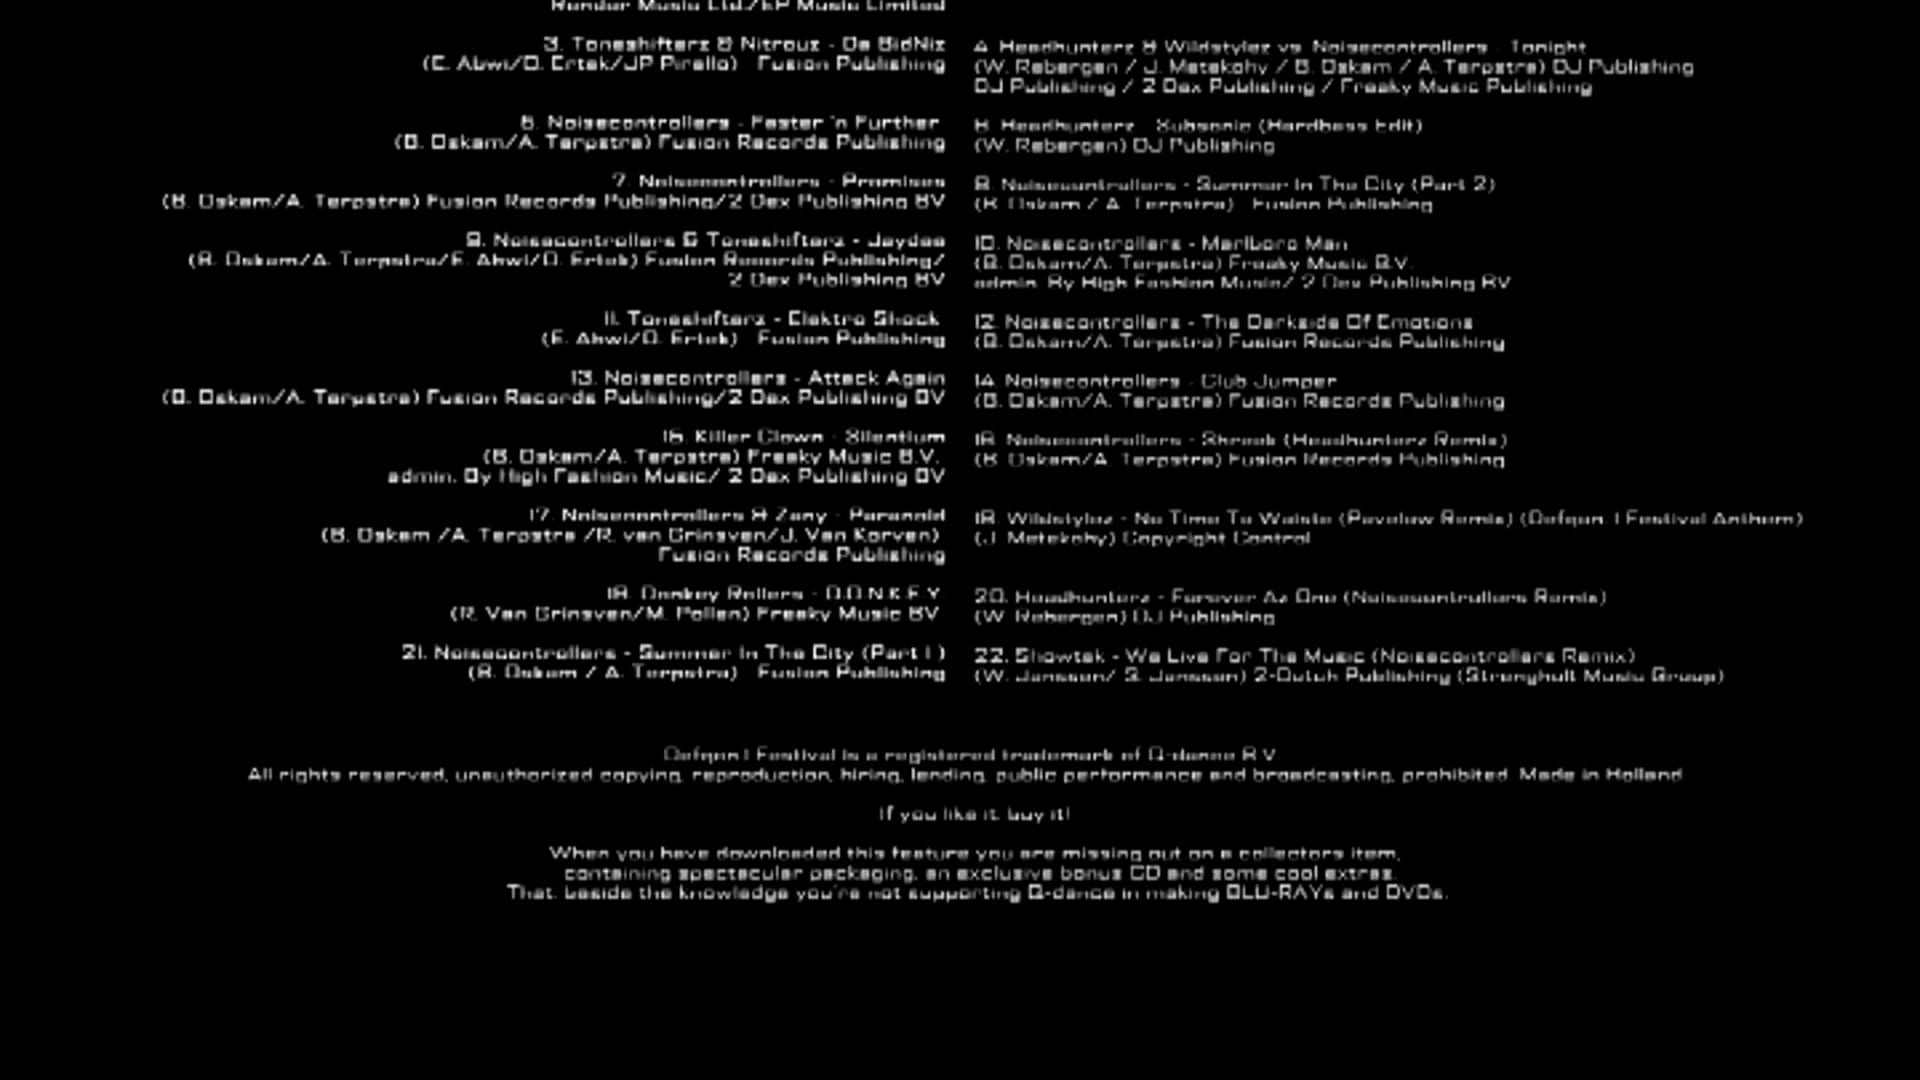 Render Music Ltd./EP Music Limited
3. Toneshifterz & Nitrouz - Da BidNiz
(E. Abwi/D. Ertek/JP Pirello) Fusion Publishing
5. Noisecontrollers - Faster 'n Further
(B. Oskam/A. Terpstra) Fusion Records Publishing
7. Noisecontrollers - Promises
(B. Oskam/A. Terpstra) Fusion Records Publishing/2 Dex Publishing BV
9. Noisecontrollers & Toneshifterz - Jaydee
(B. Oskam/A. Terpstra/E. Abwi/D. Ertek) Fusion Records Publishing/
2 Dex Publishing BV
11. Toneshifterz - Elektro Shock
(E. Abwi/D. Ertek) Fusion Publishing
13. Noisecontrollers - Attack Again
(B. Oskam/A. Terpstra) Fusion Records Publishing/2 Dex Publishing BV
15. Killer Clown - Silentium
(B. Oskam/A. Terpstra) Freaky Music B.V.
admin. By High Fashion Music/ 2 Dex Publishing BV
17. Noisecontrollers & Zany - Paranoid
(B. Oskam /A. Terpstra /R. van Grinsven/J. Van Korven)
Fusion Records Publishing
19. Donkey Rollers - D.O.N.K.E.Y.
(R. Van Grinsven/M. Pollen) Freaky Music BV
21. Noisecontrollers - Summer In The City (Part 1)
(B. Oskam / A. Terpstra) Fusion Publishing
4. Headhunterz & Wildstylez vs. Noisecontrollers - Tonight
(W. Rebergen / J. Metekohy / B. Oskam / A. Terpstra) DJ Publishing
DJ Publishing / 2 Dex Publishing / Freaky Music Publishing
6. Headhunterz - Subsonic (Hardbass Edit)
(W. Rebergen) DJ Publishing
8. Noisecontrollers - Summer In The City (Part 2)
(B. Oskam / A. Terpstra) Fusion Publishing
10. Noisecontrollers - Marlboro Man
(B. Oskam/A. Terpstra) Freaky Music B.V.
admin. By High Fashion Music/ 2 Dex Publishing BV
12. Noisecontrollers - The Darkside Of Emotions
(B. Oskam/A. Terpstra) Fusion Records Publishing
14. Noisecontrollers - Club Jumper
(B. Oskam/A. Terpstra) Fusion Records Publishing
16. Noisecontrollers - Shreek (Headhunterz Remix)
(B. Oskam/A. Terpstra) Fusion Records Publishing
18. Wildstylez - No Time To Waiste (Pavelow Remix) (Defqon.1 Festival Anthem)
(J. Metekohy) Copyright Control
20. Headhunterz - Forever Az One (Noisecontrollers Remix)
(W. Rebergen) DJ Publishing
22. Showtek - We Live For The Music (Noisecontrollers Remix)
(W. Janssen/ S. Janssen) 2-Dutch Publishing (Strengholt Music Group)
Defqon.1 Festival is a registered trademark of Q-dance B.V.
All rights reserved, unauthorized copying, reproduction, hiring, lending, public performance and broadcasting, prohibited. Made in Holland
If you like it, buy it!
When you have downloaded this feature you are missing out on a collectors item,
containing spectacular packaging, an exclusive bonus CD and some cool extras.
That, beside the knowledge you're not supporting Q-dance in making BLU-RAYs and DVDs.